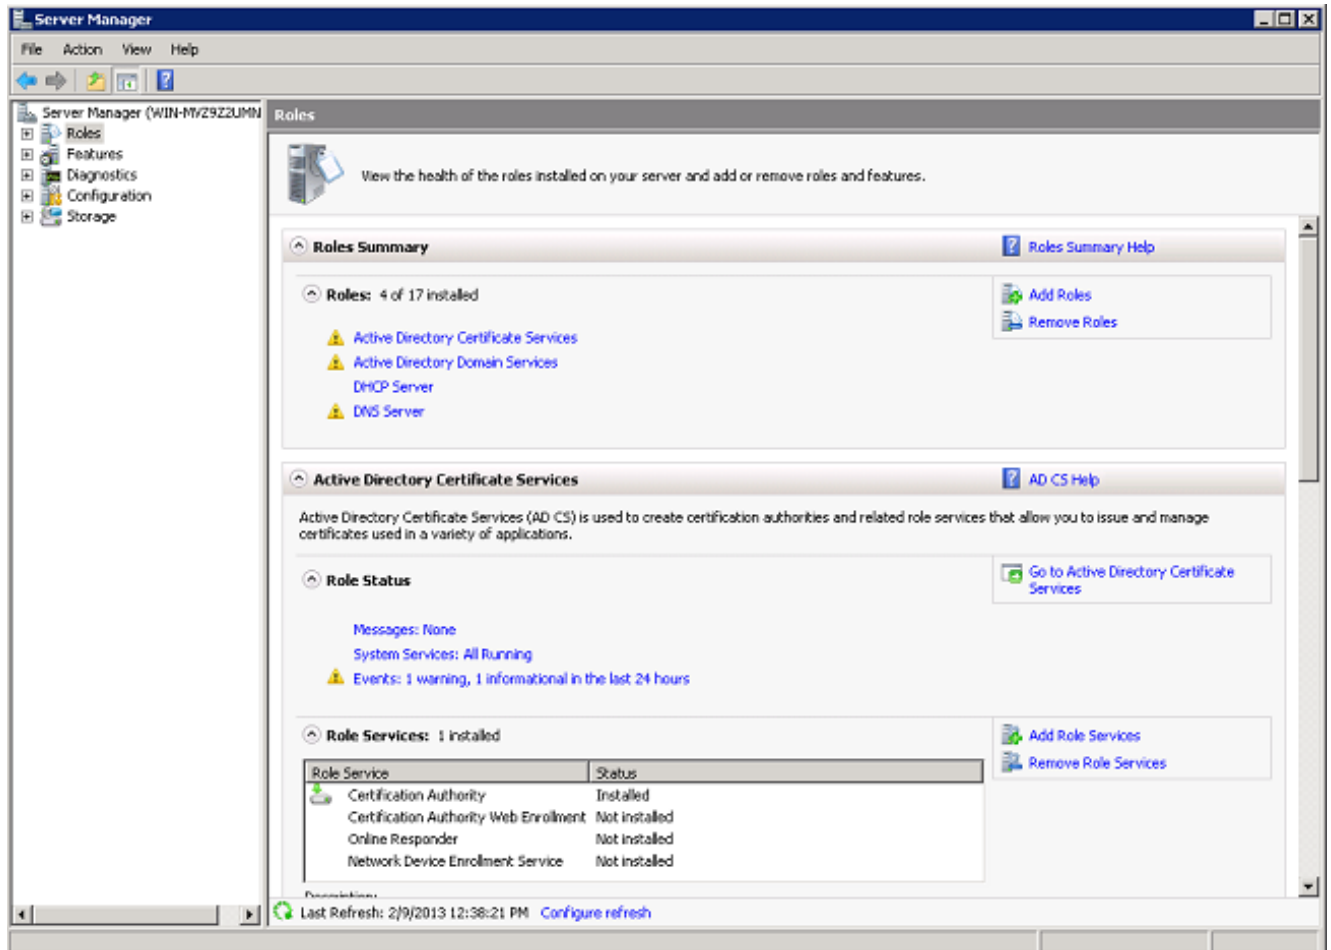 Server Manager
File Action View Help
Server Manager (WIN-MVZ9Z2UMN
Roles
Features
Diagnostics
Configuration
Storage
Roles
View the health of the roles installed on your server and add or remove roles and features.
Roles Summary
Roles Summary Help
Roles: 4 of 17 installed
Add Roles
Remove Roles
Active Directory Certificate Services
Active Directory Domain Services
DHCP Server
DNS Server
Active Directory Certificate Services
AD CS Help
Active Directory Certificate Services (AD CS) is used to create certification authorities and related role services that allow you to issue and manage
certificates used in a variety of applications.
Role Status
Go to Active Directory Certificate
Services
Messages: None
System Services: All Running
Events: 1 warning, 1 informational in the last 24 hours
Role Services: 1 installed
Add Role Services
Remove Role Services
Role Service Status
Certification Authority Installed
Certification Authority Web Enrollment Not installed
Online Responder Not installed
Network Device Enrollment Service Not installed
Description:
Last Refresh: 2/9/2013 12:38:21 PM Configure refresh